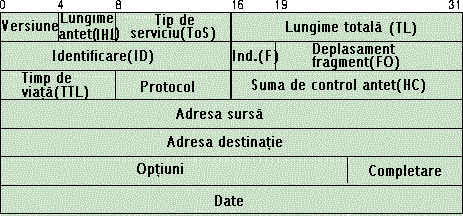 0 4 8 16 19 31
Versiune Lungime antet(IHL) Tip de serviciu(ToS) Lungime totală (TL)
Identificare(ID) Ind.(F) Deplasament fragment(FO)
Timp de viață(TTL) Protocol Suma de control antet(HC)
Adresa sursă
Adresa destinație
Opțiuni Completare
Date